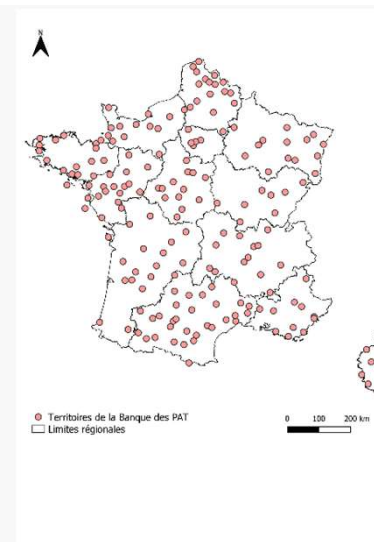 N
Territoires de la Banque des PAT
Limites régionales
0 100 200 km